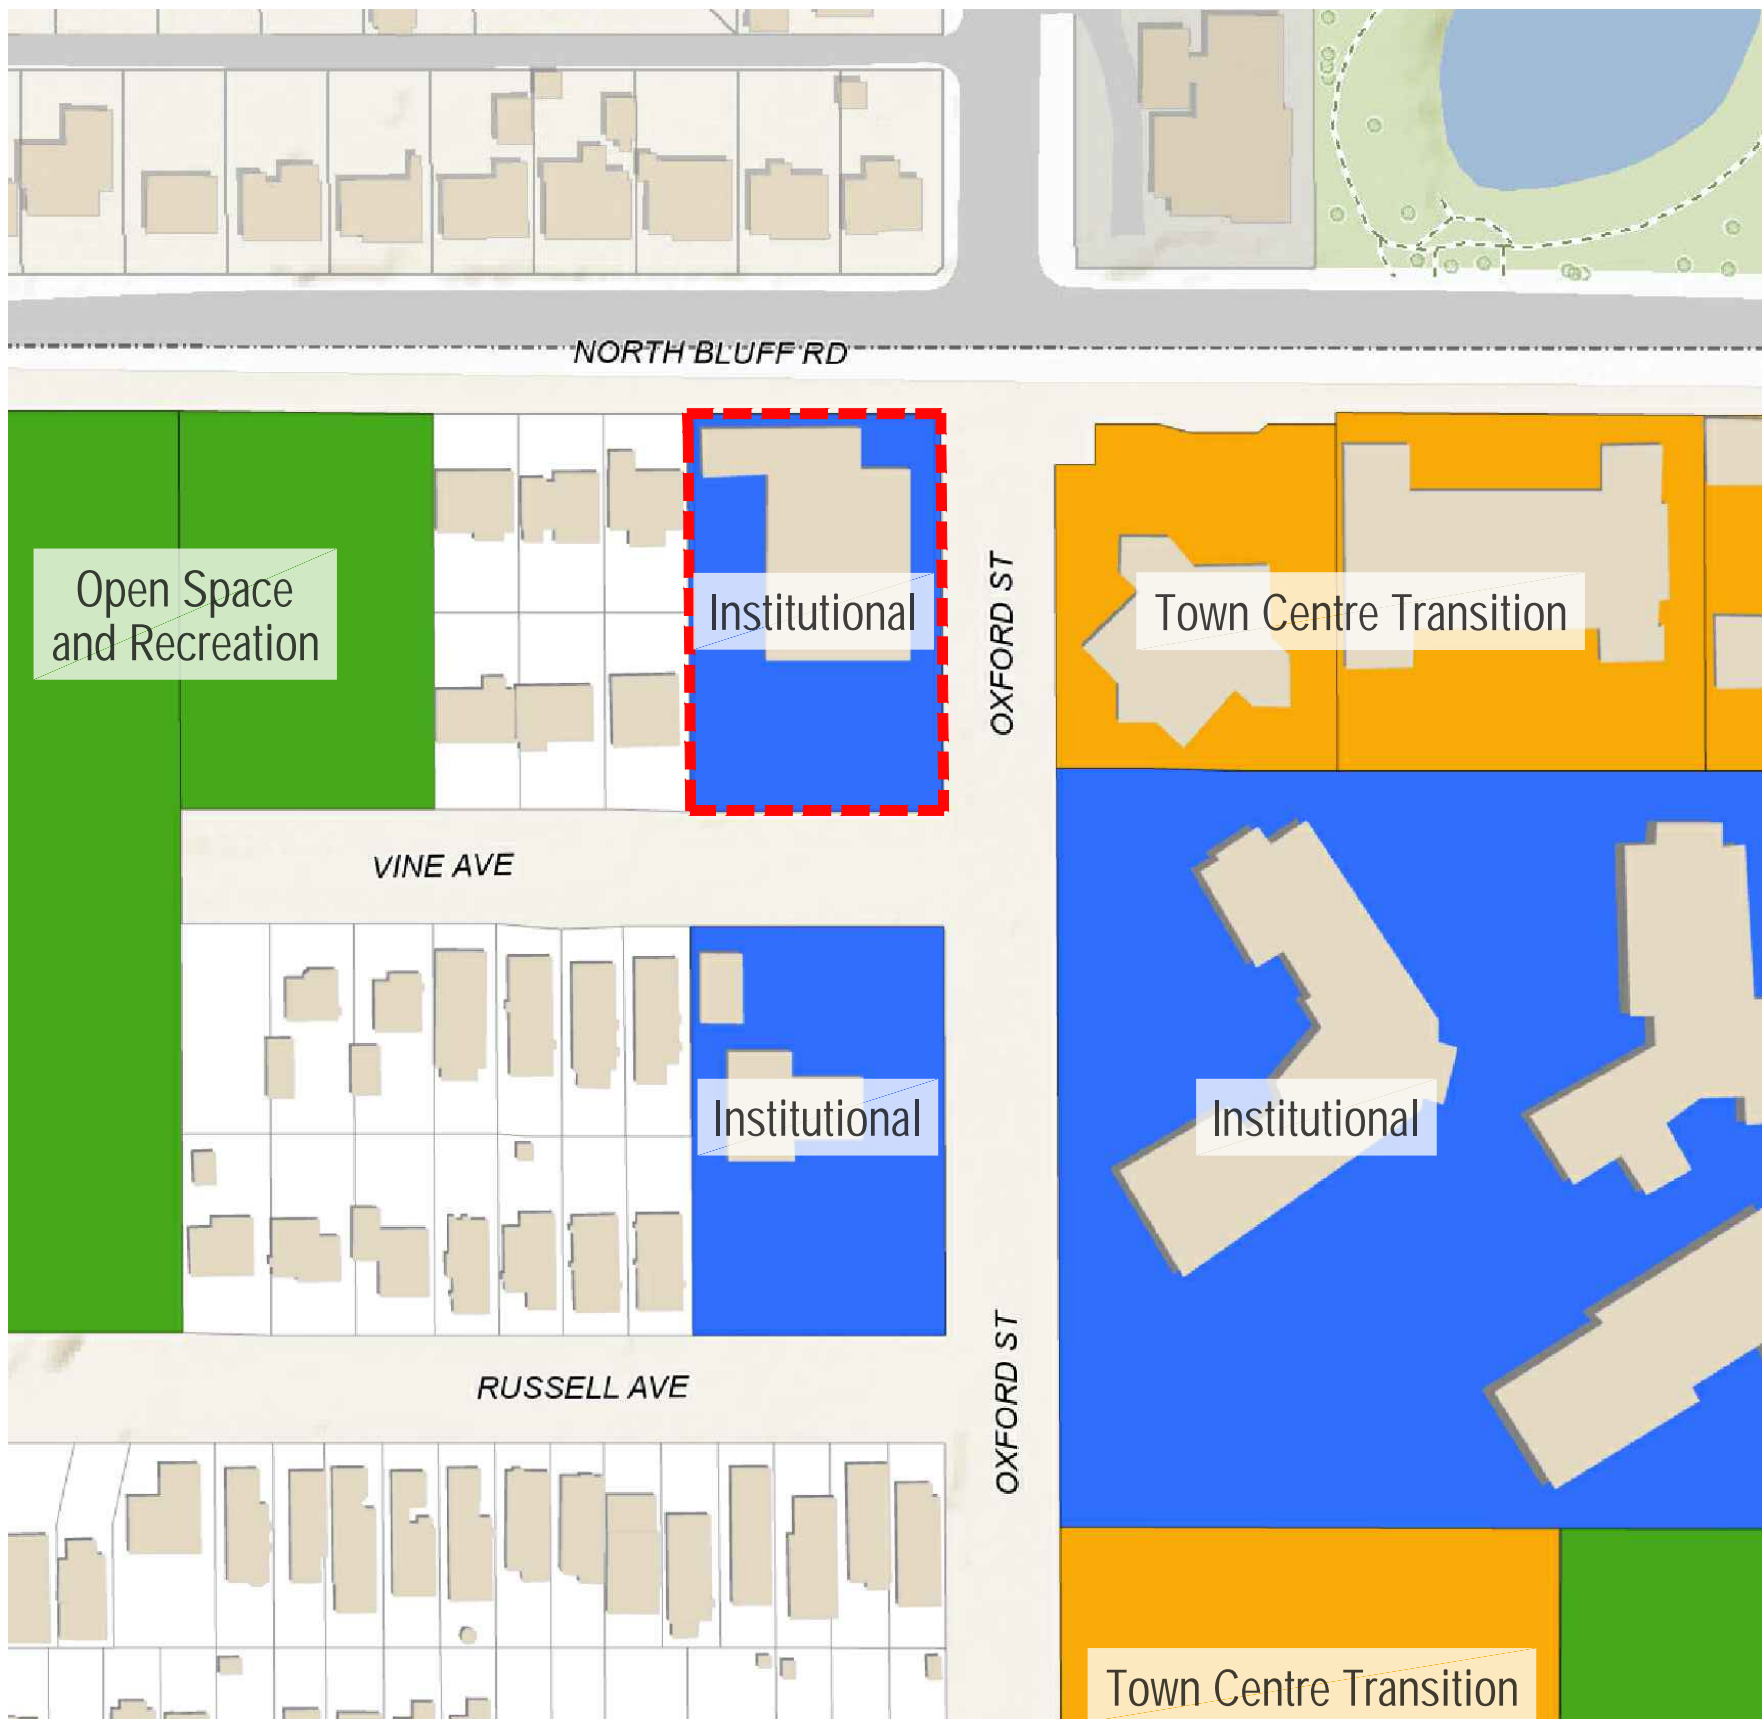 NORTH BLUFF RD
Open Space
and Recreation
Institutional
OXFORD ST
Town Centre Transition
VINE AVE
Institutional
Institutional
RUSSELL AVE
OXFORD ST
Town Centre Transition